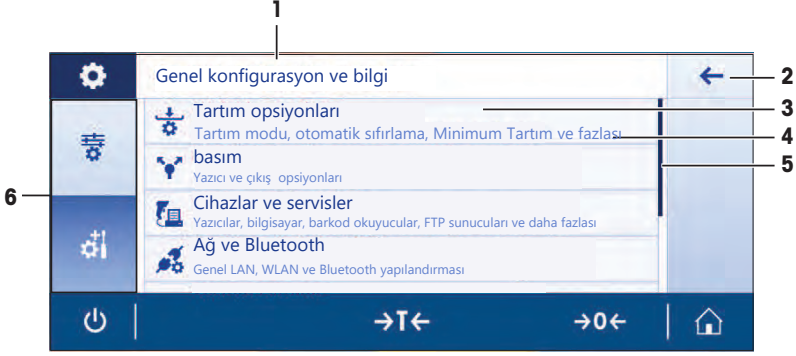 1
Genel konfigurasyon ve bilgi
2
Tartım opsiyonları
3
Tartım modu, otomatik sıfırlama, Minimum Tartım ve fazlası
4
basım
5
Yazıcı ve çıkış opsiyonları
Cihazlar ve servisler
6
Yazıcılar, bilgisayar, barkod okuyucular, FTP sunucuları ve daha fazlası
Ağ ve Bluetooth
Genel LAN, WLAN ve Bluetooth yapılandırması
→T←
→0←